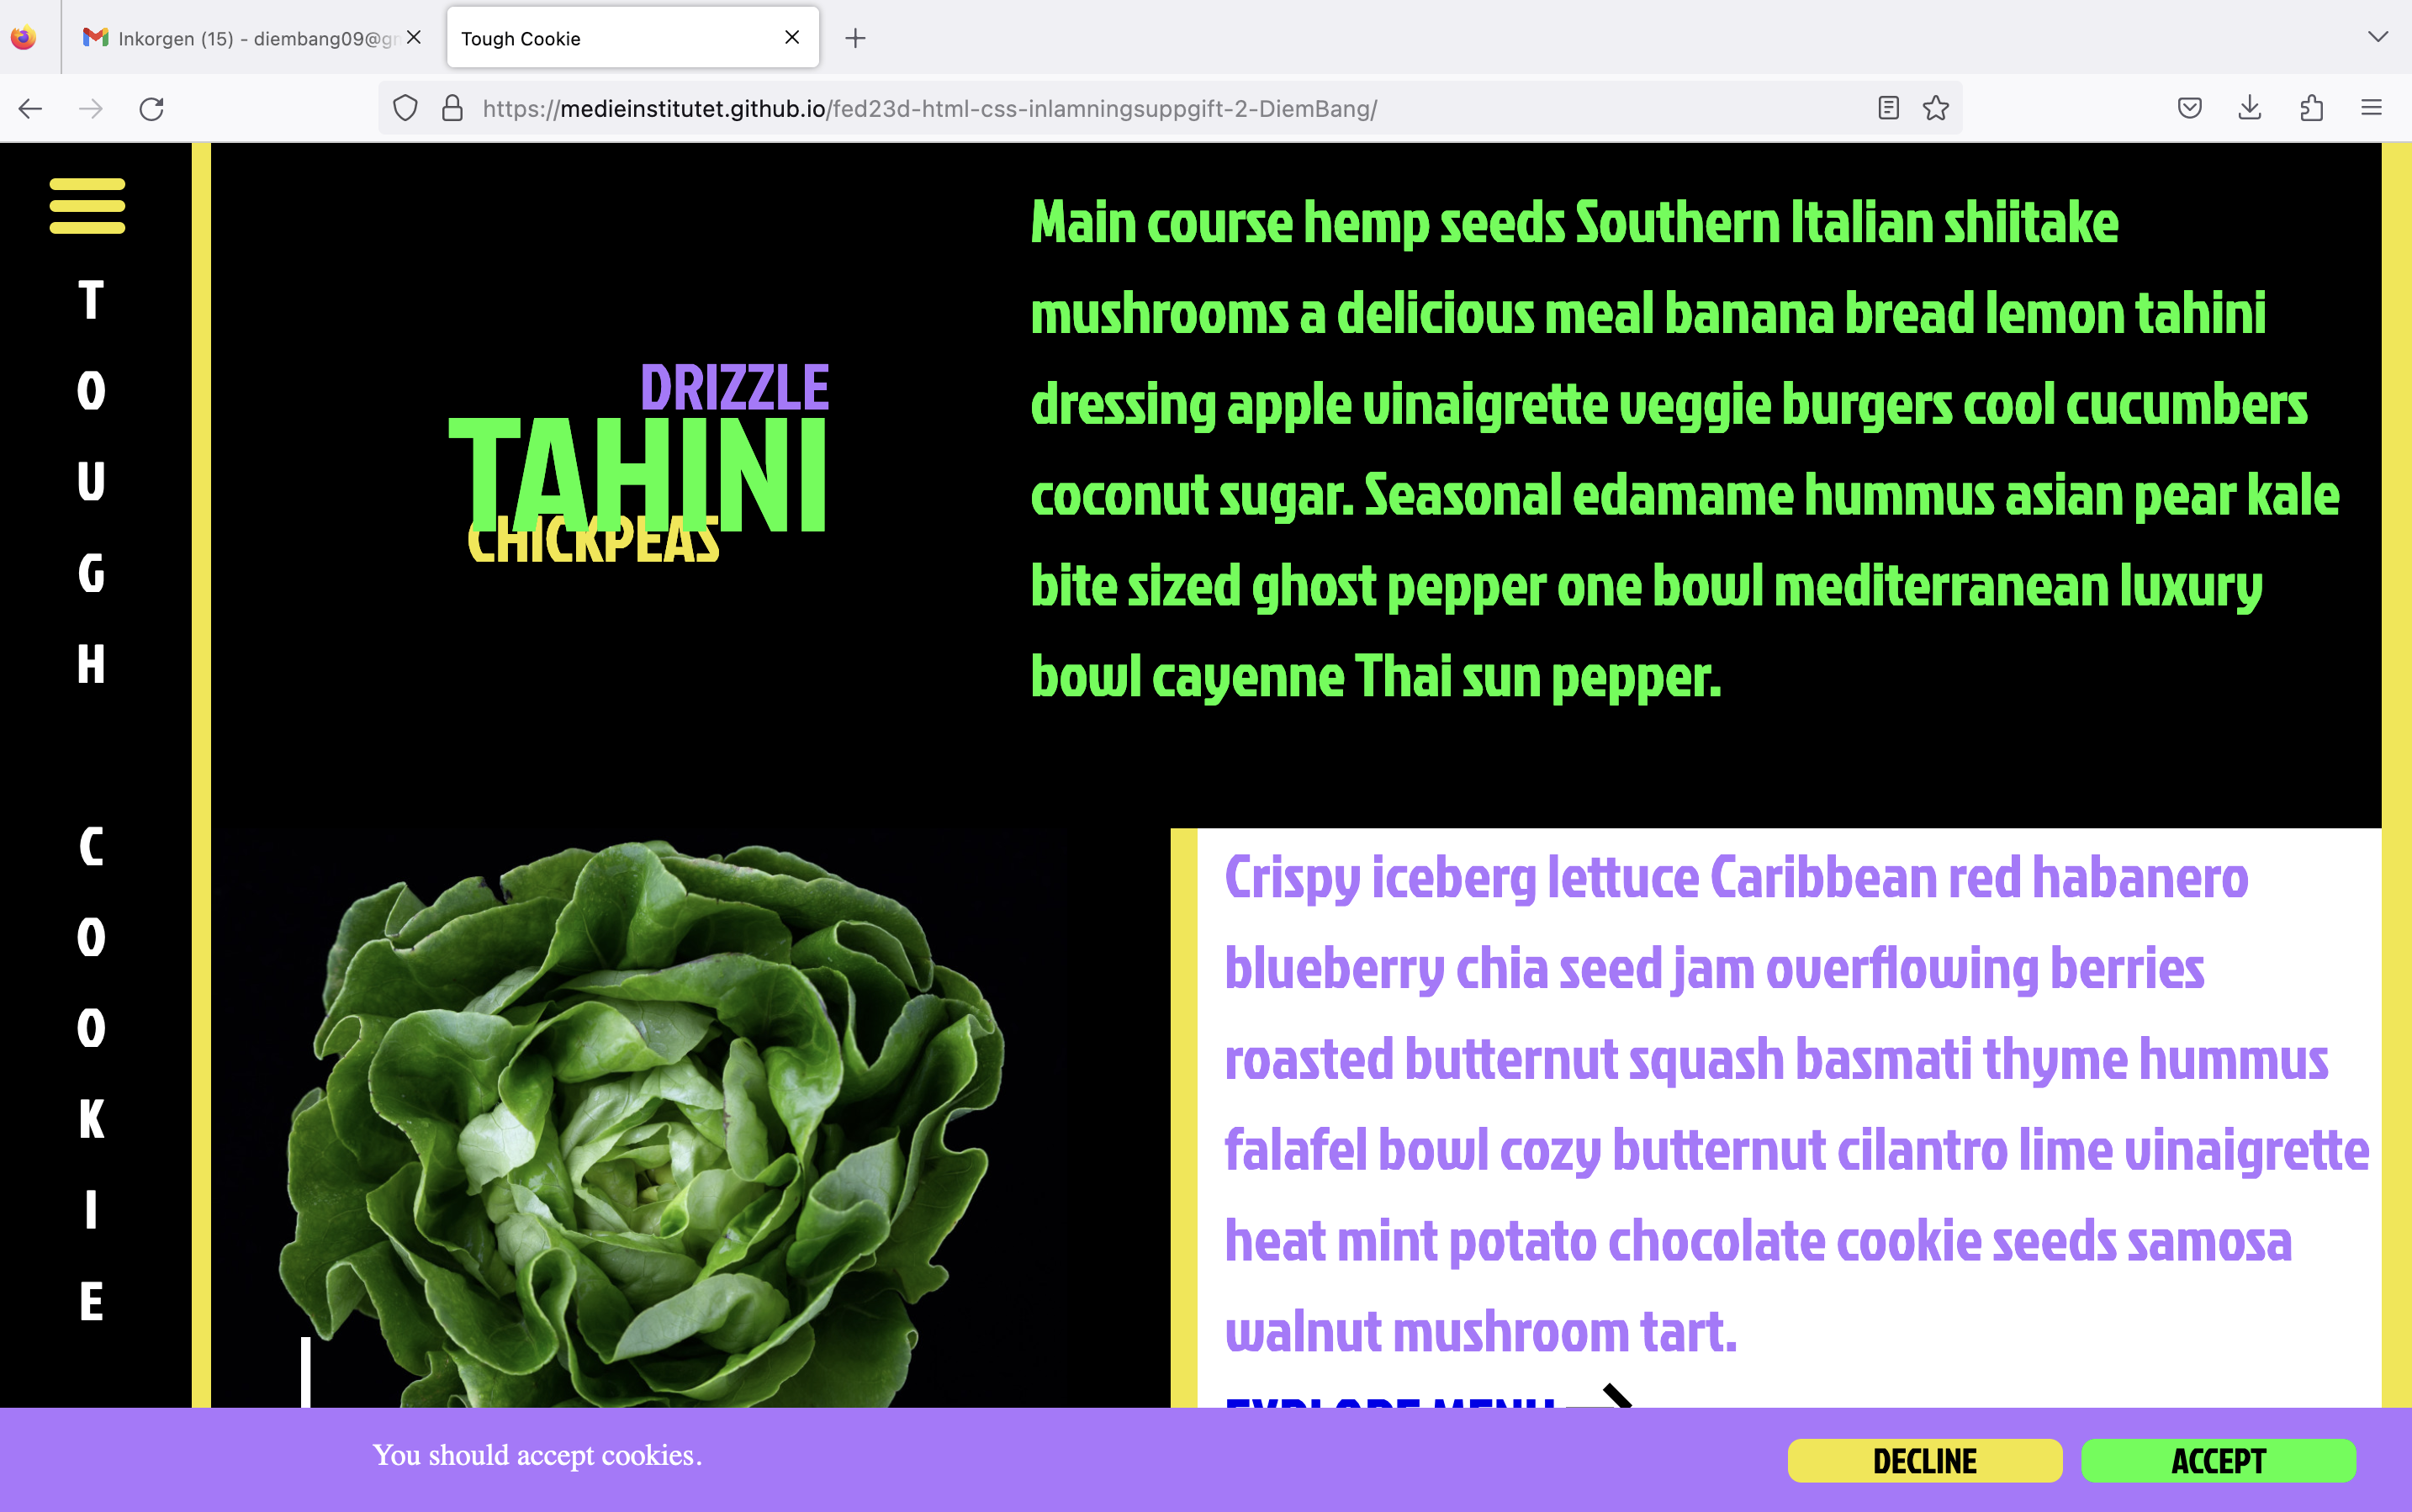 Inkorgen (15) - diembang09@gm
Tough Cookie
https://medieinstitutet.github.io/fed23d-html-css-inlamningsuppgift-2-DiemBang/
TOUGH COOKIE
DRIZZLE
TAHINI
CHICKPEAS
Main course hemp seeds Southern Italian shiitake
mushrooms a delicious meal banana bread lemon tahini
dressing apple vinaigrette veggie burgers cool cucumbers
coconut sugar. Seasonal edamame hummus asian pear kale
bite sized ghost pepper one bowl mediterranean luxury
bowl cayenne Thai sun pepper.
Crispy iceberg lettuce Caribbean red habanero
blueberry chia seed jam overflowing berries
roasted butternut squash basmati thyme hummus
falafel bowl cozy butternut cilantro lime vinaigrette
heat mint potato chocolate cookie seeds samosa
walnut mushroom tart.
EXPLORE MENU
You should accept cookies.
DECLINE
ACCEPT